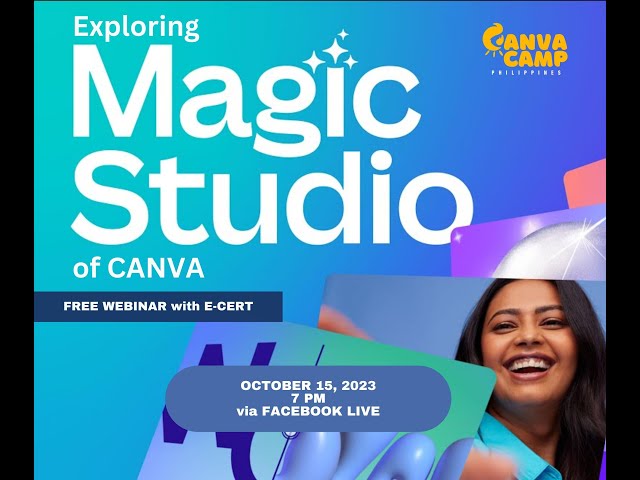 Exploring
Magic
Studio
of CANVA
CANVA
CAMP
PHILIPPINES
FREE WEBINAR with E-CERT
OCTOBER 15, 2023
7 PM
via FACEBOOK LIVE